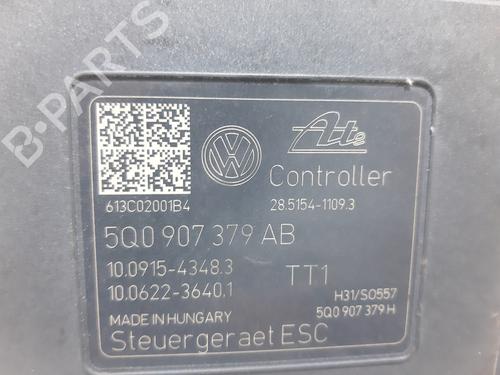 B-PARTS
Ate
Controller
613C02001B4
28.5154-1109.3
5Q0 907 379 AB
10.0915-4348.3
TT1
10.0622-3640.1
H31/S0557
MADE IN HUNGARY
5Q0 907 379 H
Steuergeraet ESC